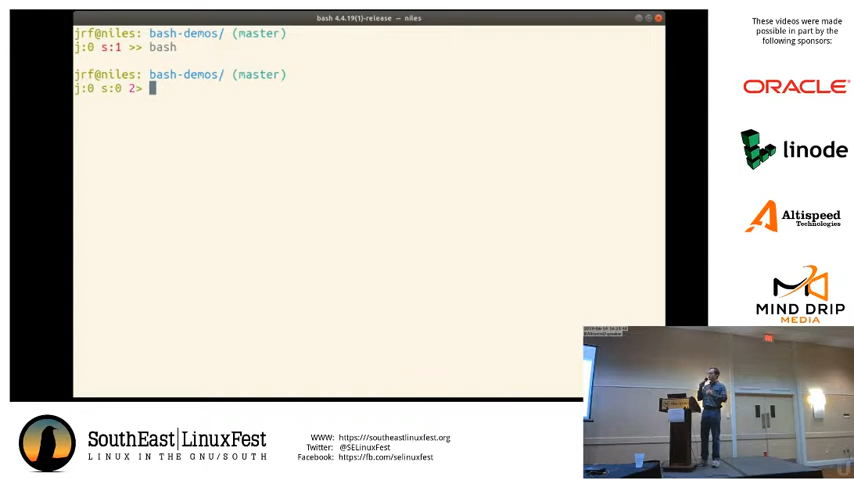 bash 4.4.19(1)-release — niles
jrf@niles: bash-demos/ (master)
j:0 s:1 >> bash
jrf@niles: bash-demos/ (master)
j:0 s:0 2>
These videos were made
possible in part by the
following sponsors:
ORACLE
linode
Altispeed
Technologies
MIND DRIP
MEDIA
SouthEast|LinuxFest
LINUX IN THE GNU/SOUTH
WWW: https:///southeastlinuxfest.org
Twitter: @SELinuxFest
Facebook: https://fb.com/selinuxfest